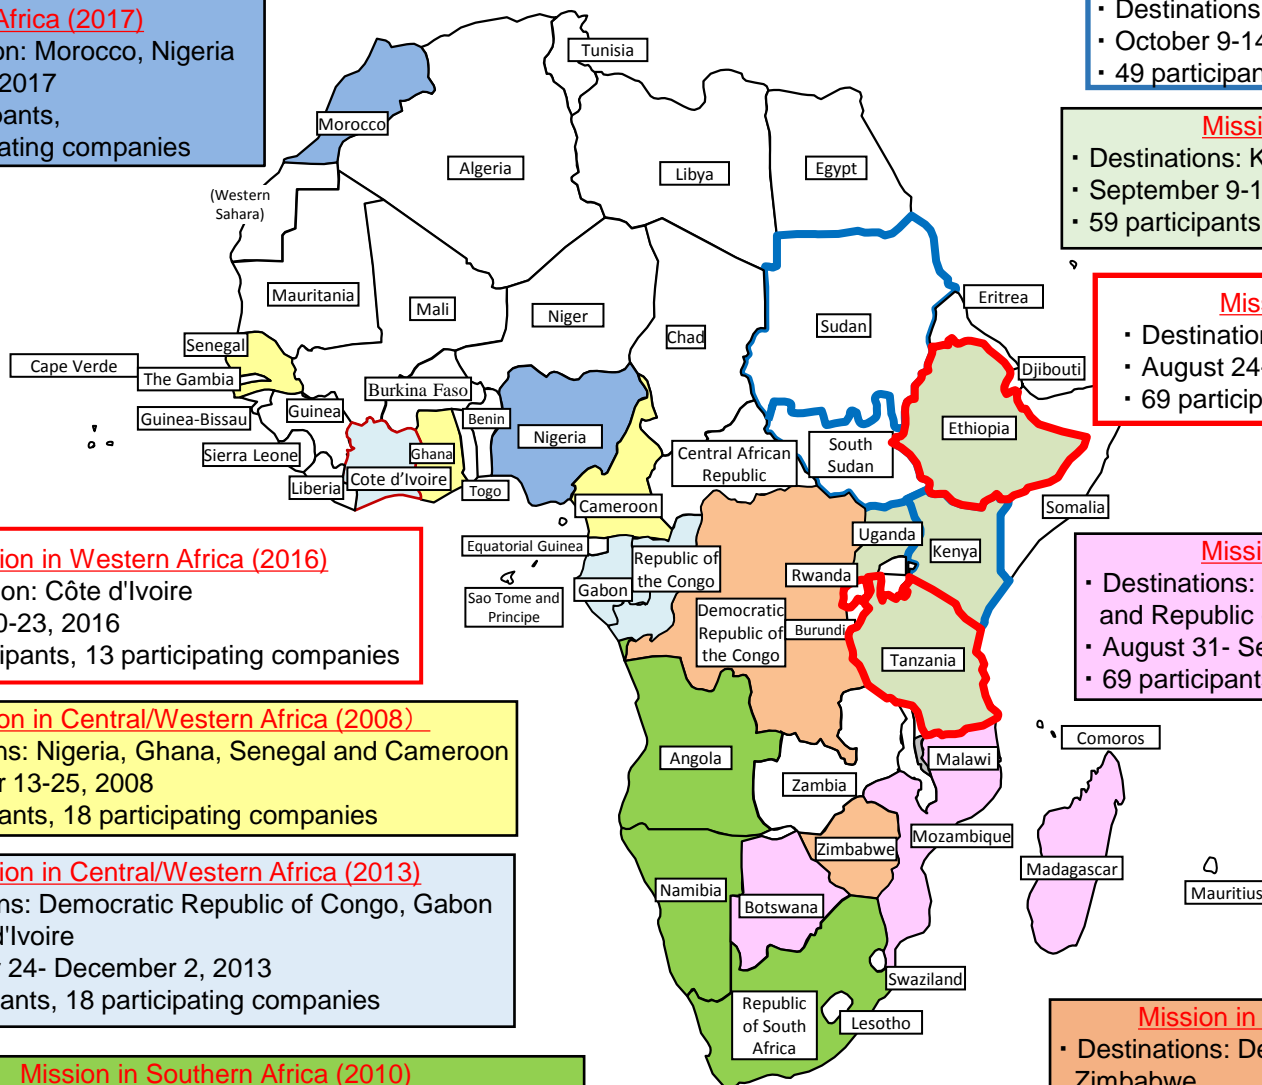 Africa (2017)
on: Morocco, Nigeria
2017
pants,
ating companies
Destinations
・October 9-14
・49 participan
Missi
・Destinations: K
・September 9-1
・59 participants
Miss
・Destination
・August 24-
・69 particip
Missi
・Destinations:
and Republic
・August 31- Se
・69 participant
Mission in
・Destinations: De
Zimbabwe
ion in Western Africa (2016)
on: Côte d'Ivoire
0-23, 2016
cipants, 13 participating companies
on in Central/Western Africa (2008）
ns: Nigeria, Ghana, Senegal and Cameroon
r 13-25, 2008
ants, 18 participating companies
ion in Central/Western Africa (2013)
ns: Democratic Republic of Congo, Gabon
d'Ivoire
r 24- December 2, 2013
pants, 18 participating companies
Mission in Southern Africa (2010)
Tunisia
Morocco
Algeria
Libya
Egypt
(Western
Sahara)
Mauritania
Mali
Niger
Chad
Sudan
Eritrea
Senegal
Cape Verde
The Gambia
Burkina Faso
Djibouti
Guinea-Bissau
Guinea
Benin
Nigeria
Ethiopia
Sierra Leone
Ghana
Central African
Republic
South
Sudan
Liberia
Cote d’Ivoire
Togo
Cameroon
Somalia
Equatorial Guinea
Uganda
Kenya
Republic of
the Congo
Gabon
Rwanda
Sao Tome and
Principe
Democratic
Republic of
the Congo
Burundi
Tanzania
Comoros
Angola
Malawi
Zambia
Mozambique
Zimbabwe
Madagascar
Mauritius
Namibia
Botswana
Swaziland
Republic
of South
Africa
Lesotho